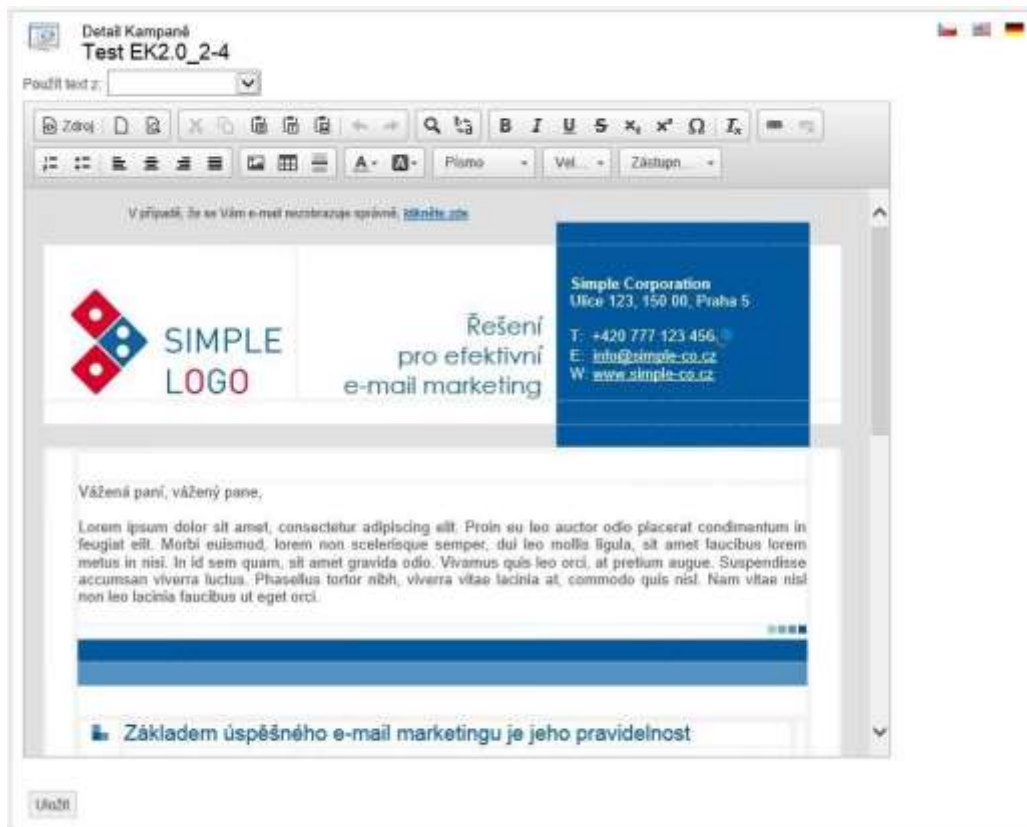 Detail Kampaně
Test EK2.0_2-4
Použít text z:
Zdroj
B I U S x₂ x² Ω Iₓ
A A Písmo Vel... Zástupn...
V případě, že se Vám e-mail nezobrazuje správně, klikněte zde
Simple Corporation
Ulice 123, 150 00, Praha 5
T: +420 777 123 456
E: info@simple-co.cz
W: www.simple-co.cz
SIMPLE
LOGO
Řešení
pro efektivní
e-mail marketing
Vážená paní, vážený pane,
Lorem ipsum dolor sit amet, consectetur adipiscing elit. Proin eu leo auctor odio placerat condimentum in
feugiat elit. Morbi euismod, lorem non scelerisque semper, dui leo mollis ligula, sit amet faucibus lorem
metus in nisi. In id sem quam, sit amet gravida odio. Vivamus quis leo orci, at pretium augue. Suspendisse
accumsan viverra luctus. Phasellus tortor nibh, viverra vitae lacinia at, commodo quis nisl. Nam vitae nisl
non leo lacinia faucibus ut eget orci.
Základem úspěšného e-mail marketingu je jeho pravidelnost
Uložit